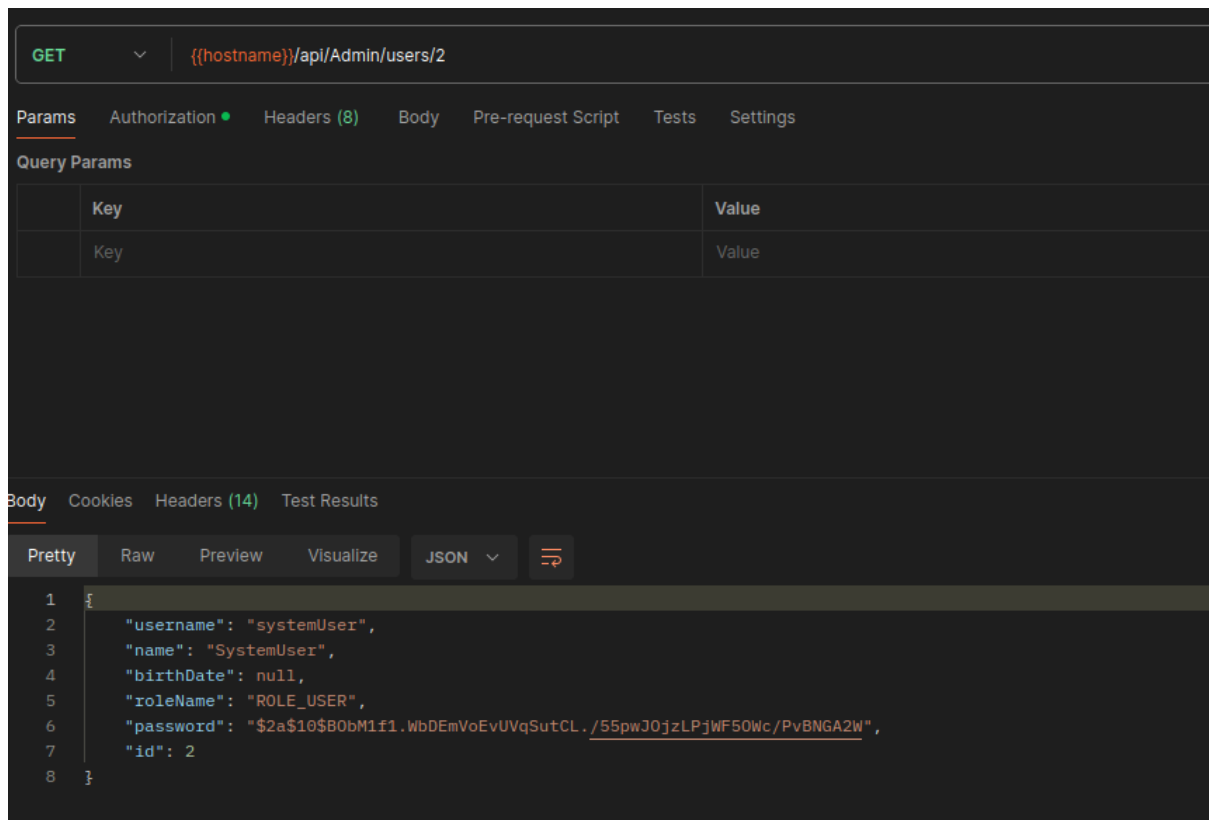 GET {{hostname}}/api/Admin/users/2
Params Authorization Headers (8) Body Pre-request Script Tests Settings
Query Params
Key Value
Key Value
Body Cookies Headers (14) Test Results
Pretty Raw Preview Visualize JSON
1 {
2 "username": "systemUser",
3 "name": "SystemUser",
4 "birthDate": null,
5 "roleName": "ROLE_USER",
6 "password": "$2a$10$BObM1f1.WbDEmVoEvUVqSutCL./55pwJOjzLPjWF5OWc/PvBNGA2W",
7 "id": 2
8 }